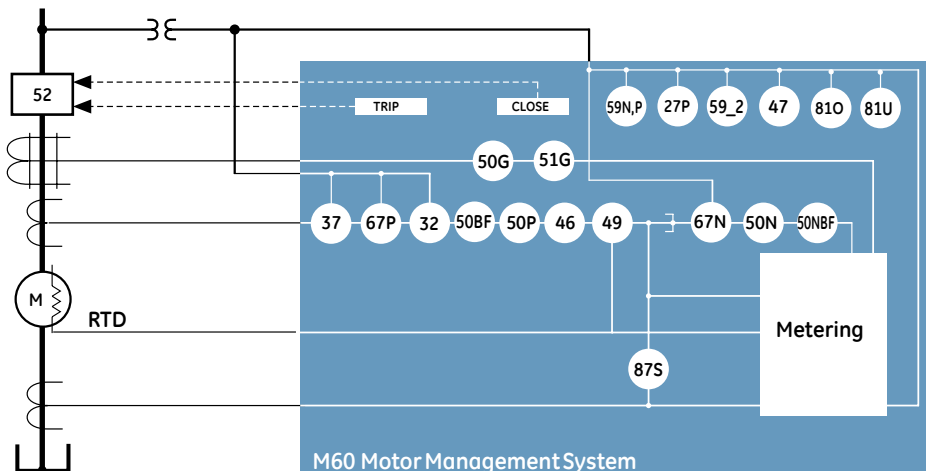 52
TRIP
CLOSE
59N,P 27P 59_2 47 81O 81U
50G 51G
37 67P 32 50BF 50P 46 49 67N 50N 50NBF
M
RTD
Metering
87S
M60 Motor Management System